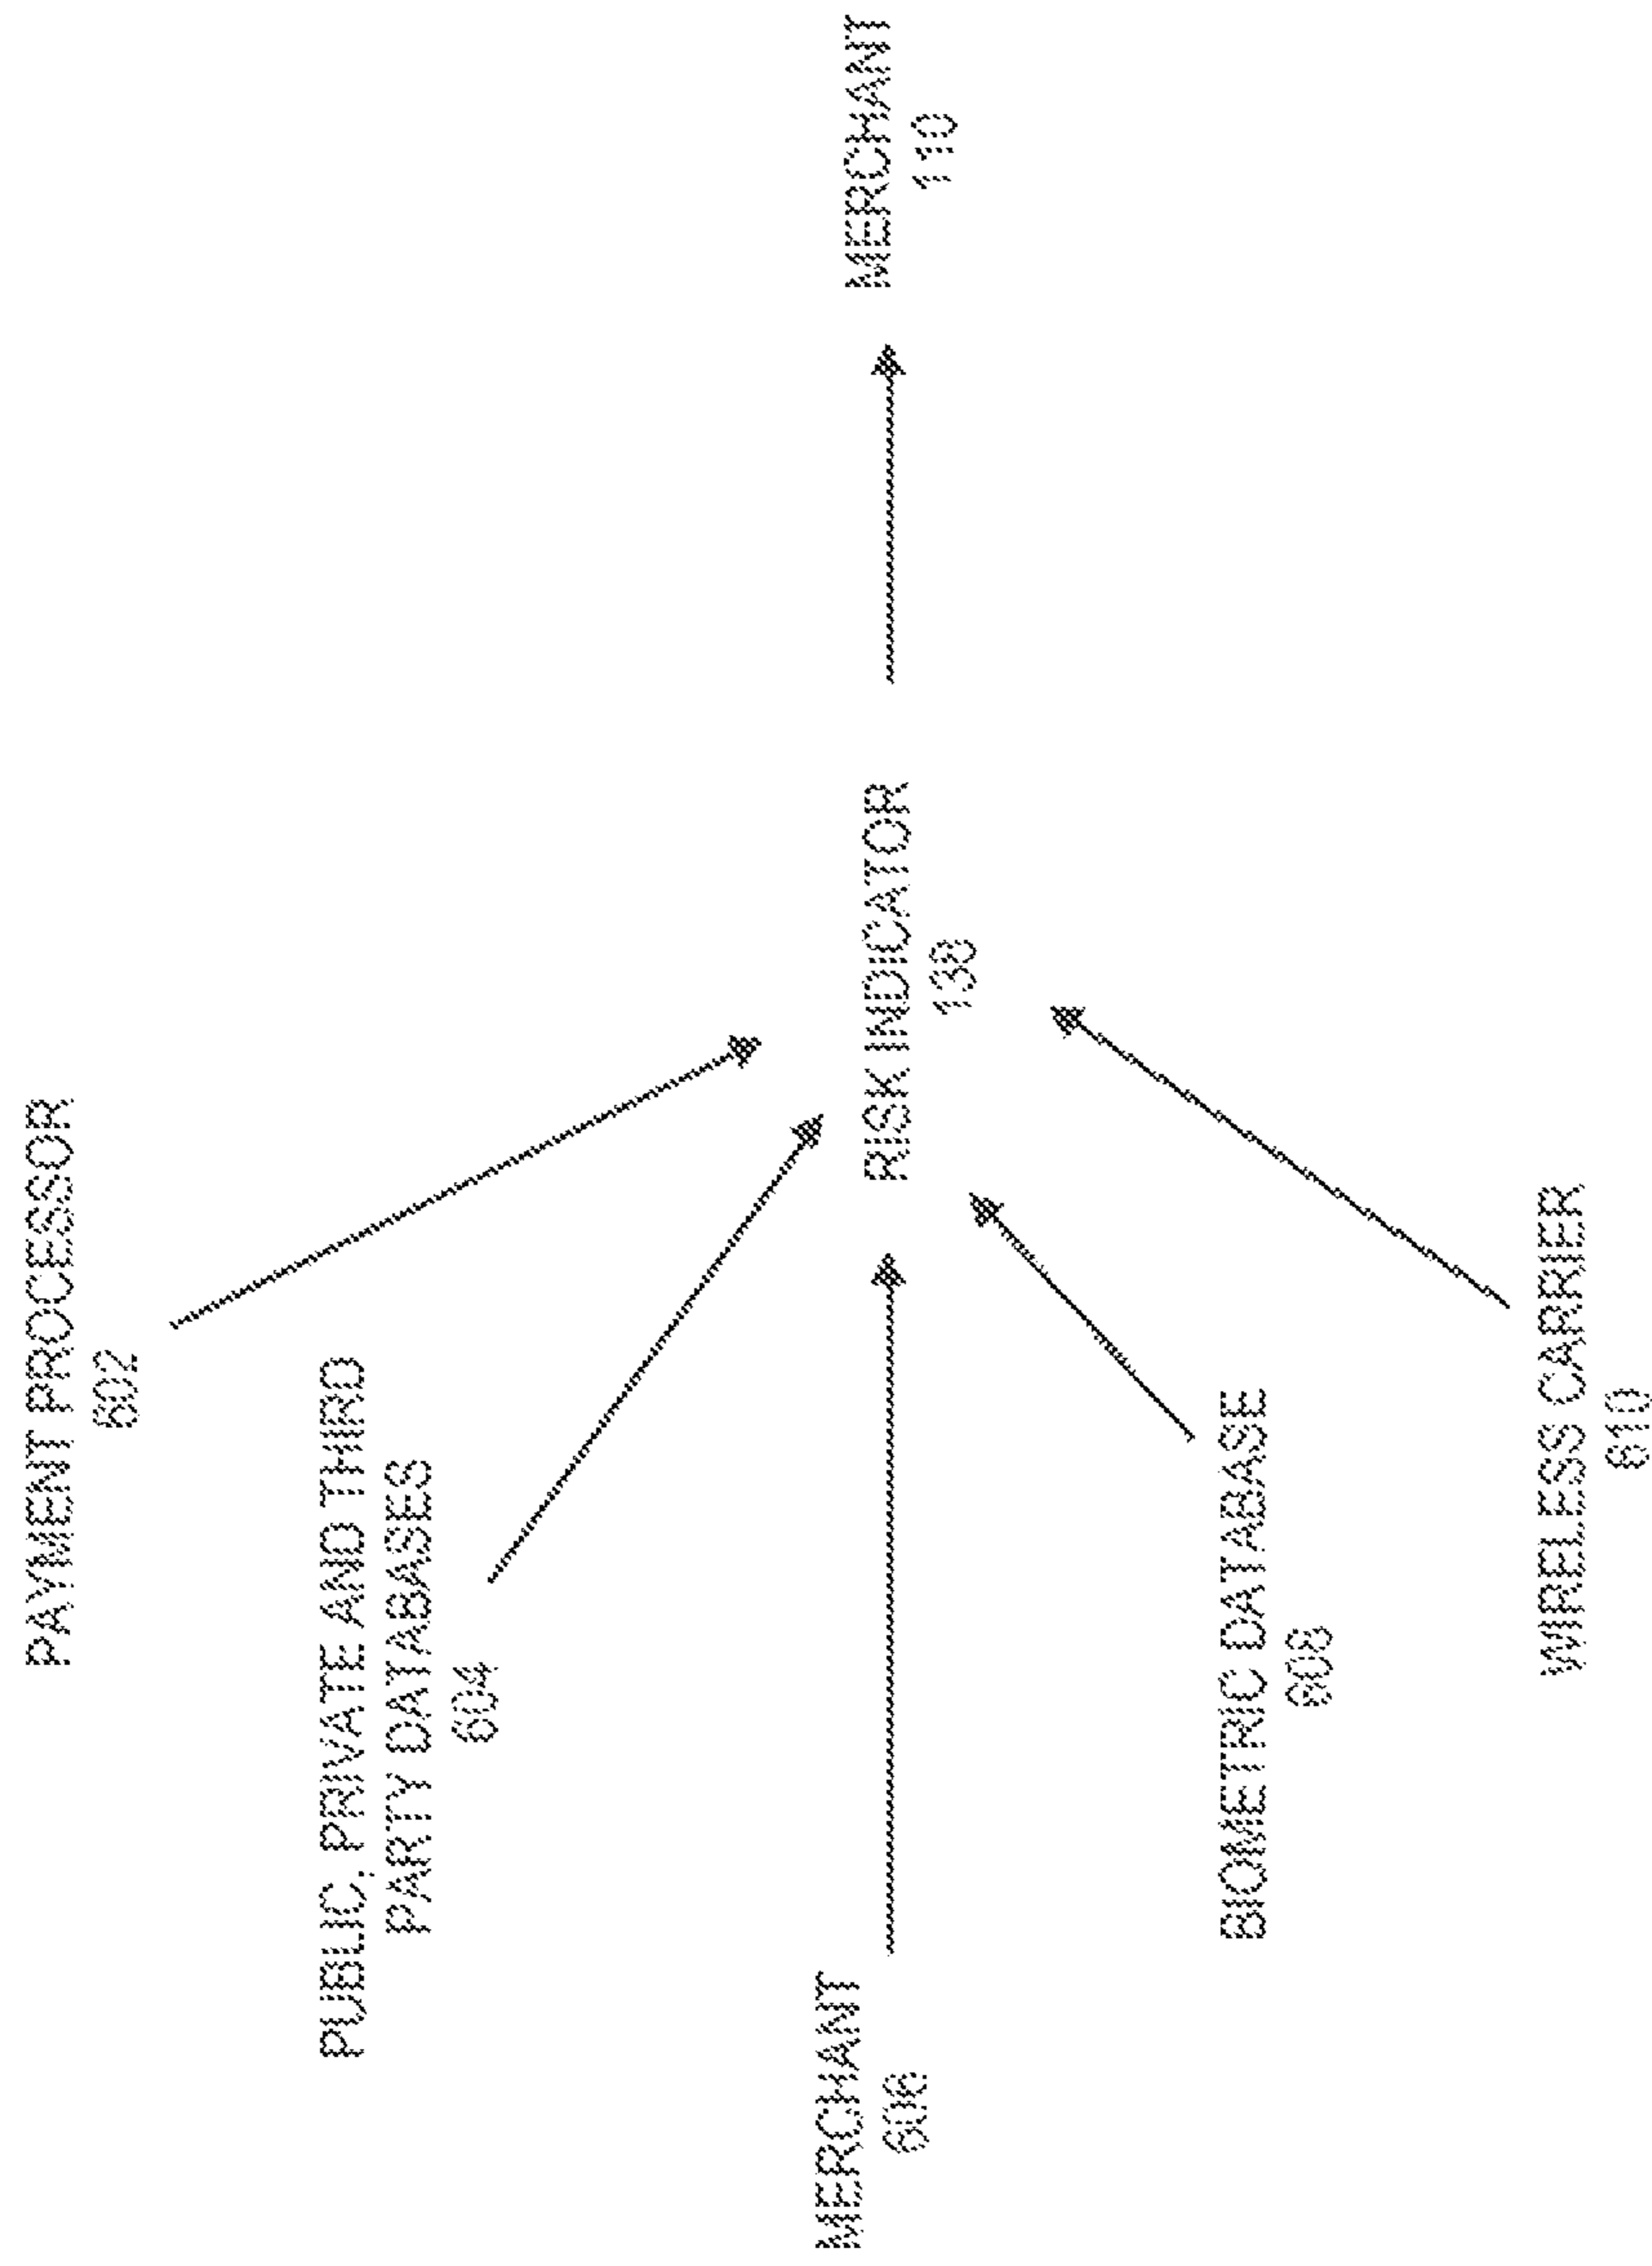 PAYMENT PROCESSOR
602
PUBLIC, PRIVATE AND THIRD
PARTY DATABASES
604
MERCHANT
606
RISK INDICATOR
138
MERCHANT
110
BIOMETRIC DATABASE
608
WIRELESS CARRIER
610